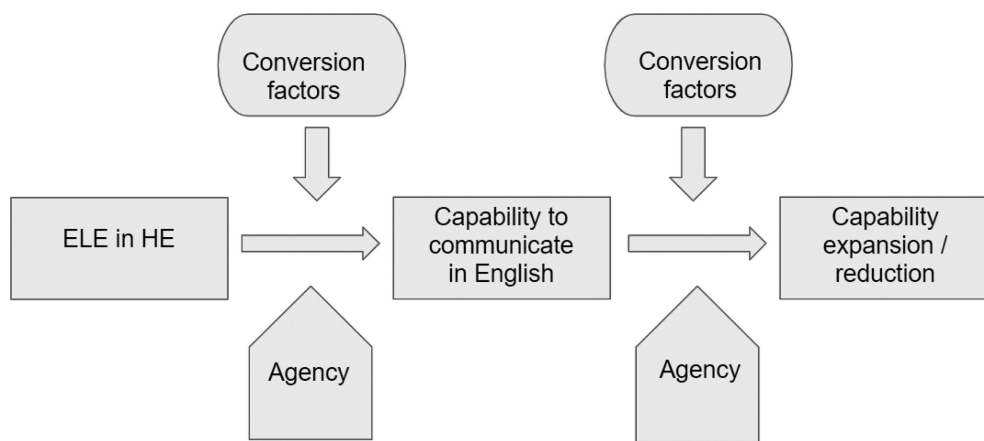 Conversion
factors
Conversion
factors
ELE in HE
Capability to
communicate
in English
Capability
expansion /
reduction
Agency
Agency